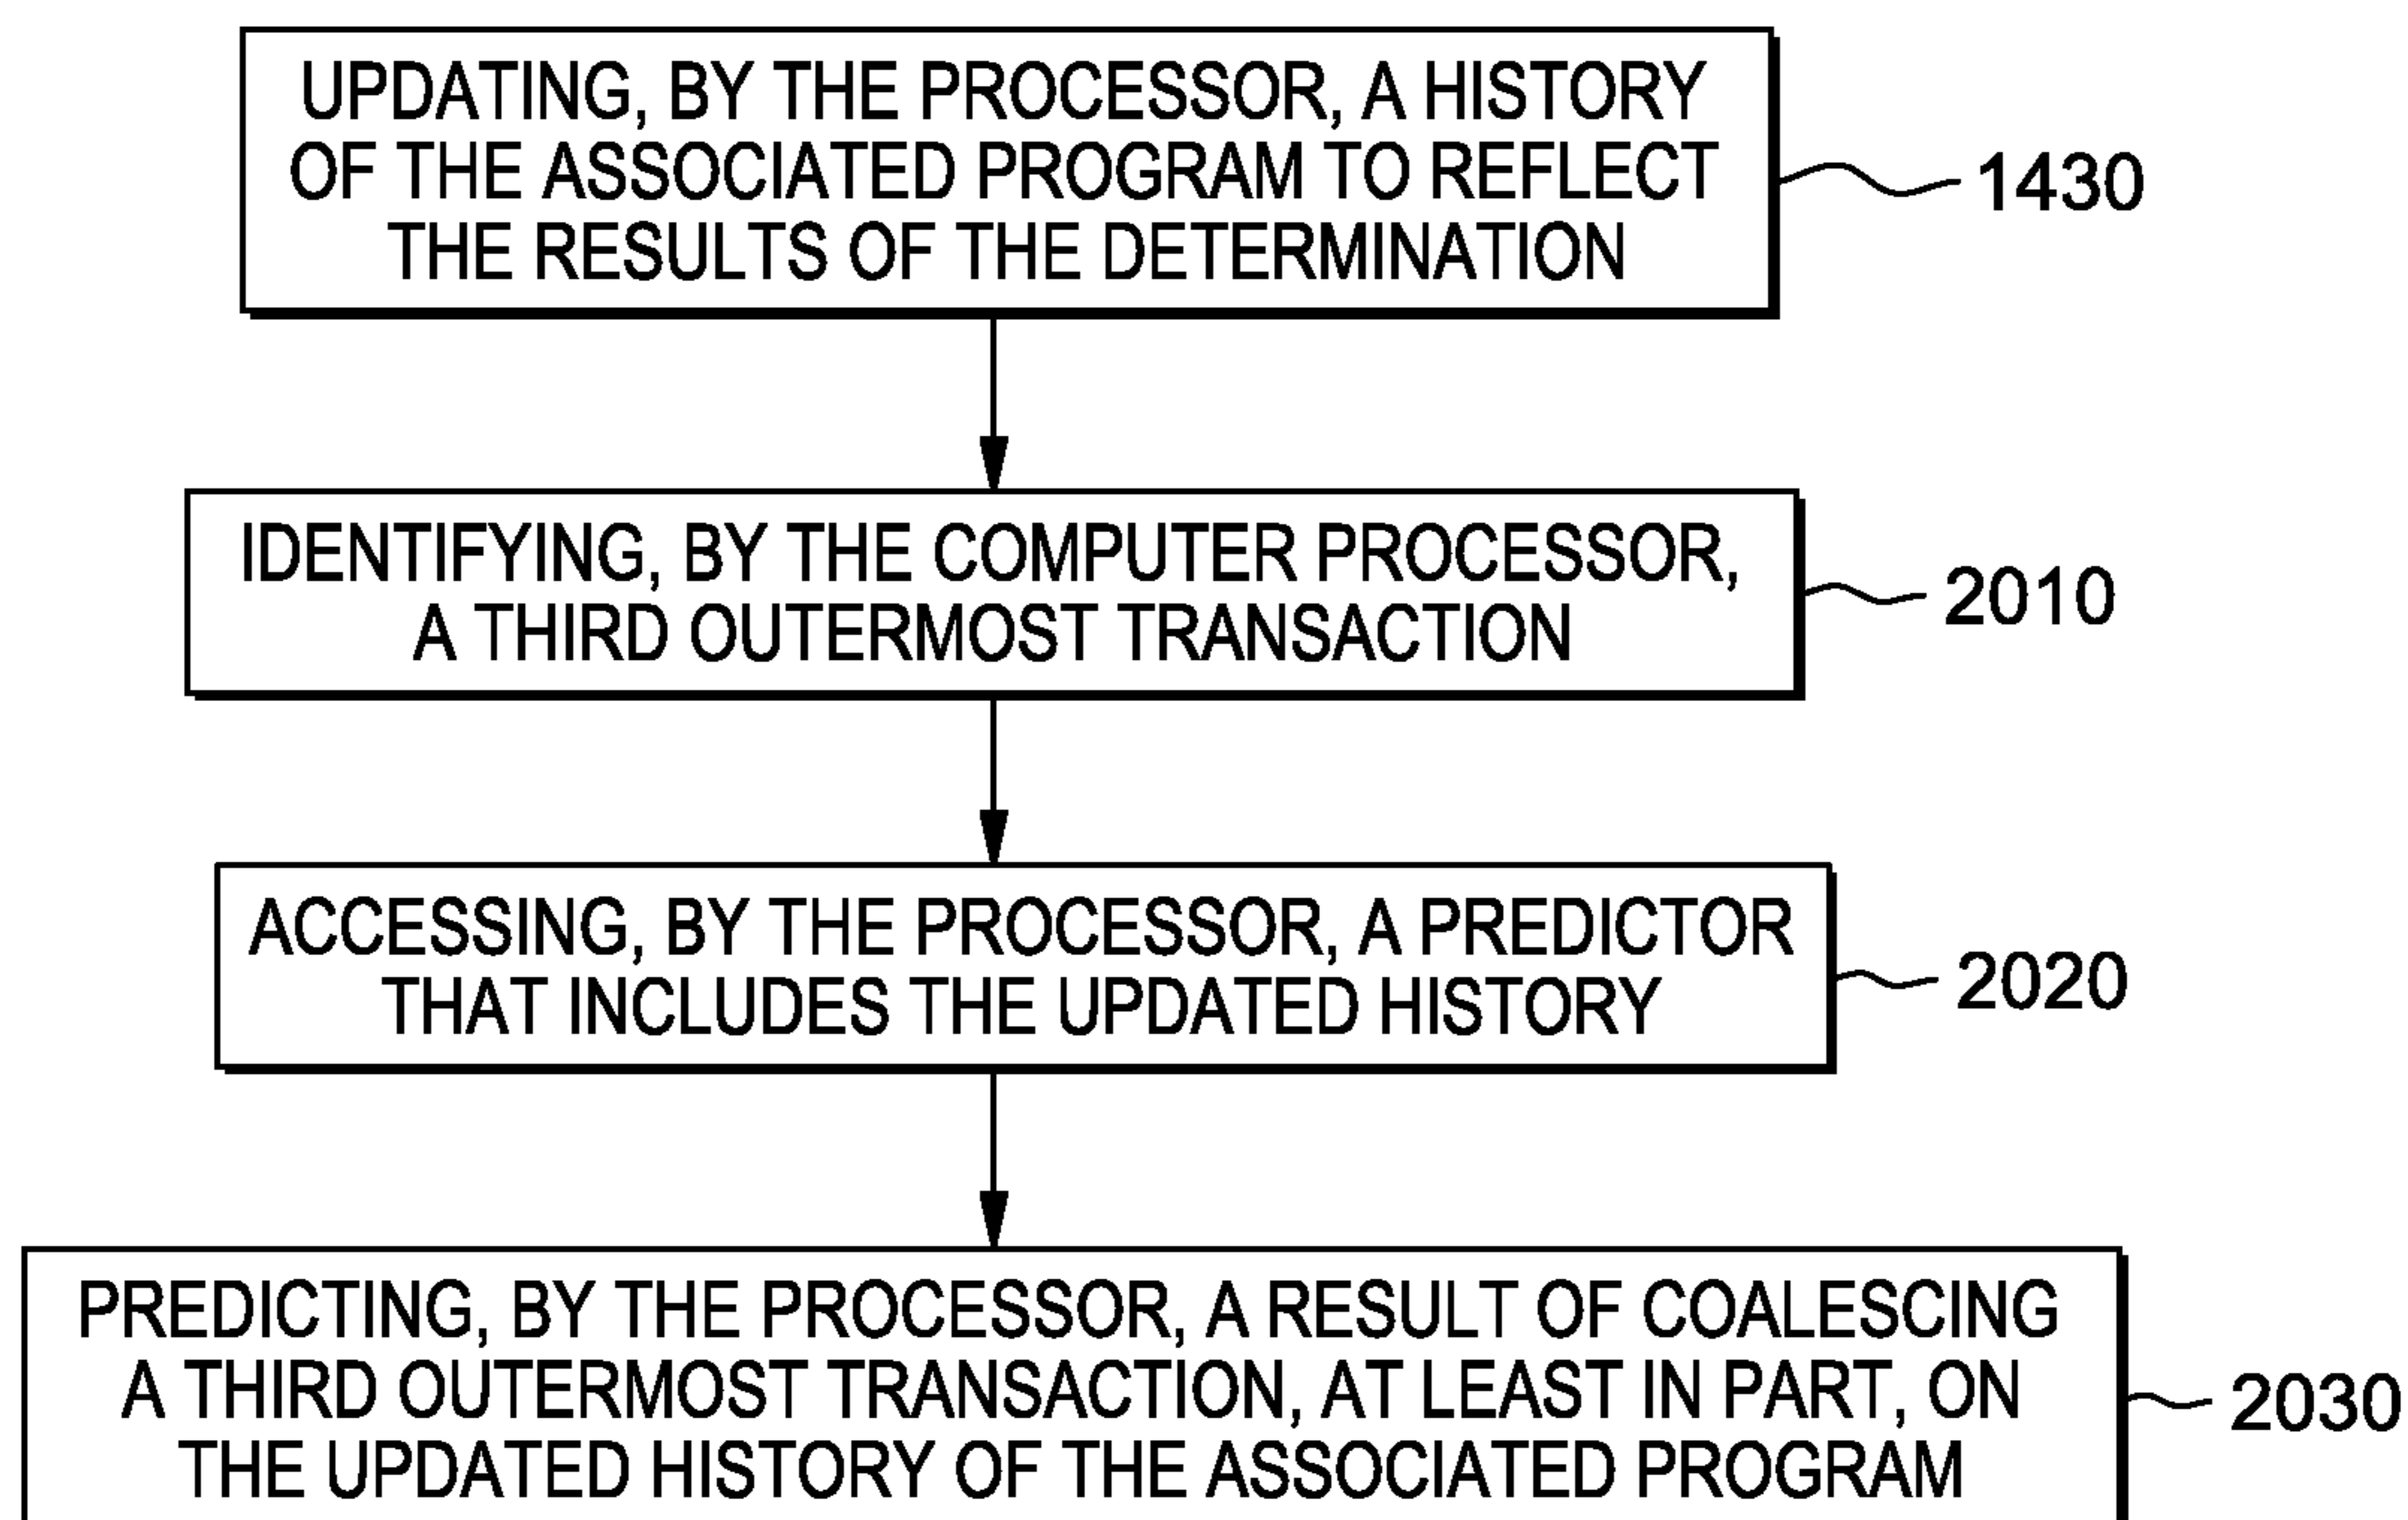 UPDATING, BY THE PROCESSOR, A HISTORY
OF THE ASSOCIATED PROGRAM TO REFLECT
THE RESULTS OF THE DETERMINATION
1430
IDENTIFYING, BY THE COMPUTER PROCESSOR,
A THIRD OUTERMOST TRANSACTION
2010
ACCESSING, BY THE PROCESSOR, A PREDICTOR
THAT INCLUDES THE UPDATED HISTORY
2020
PREDICTING, BY THE PROCESSOR, A RESULT OF COALESCING
A THIRD OUTERMOST TRANSACTION, AT LEAST IN PART, ON
THE UPDATED HISTORY OF THE ASSOCIATED PROGRAM
2030